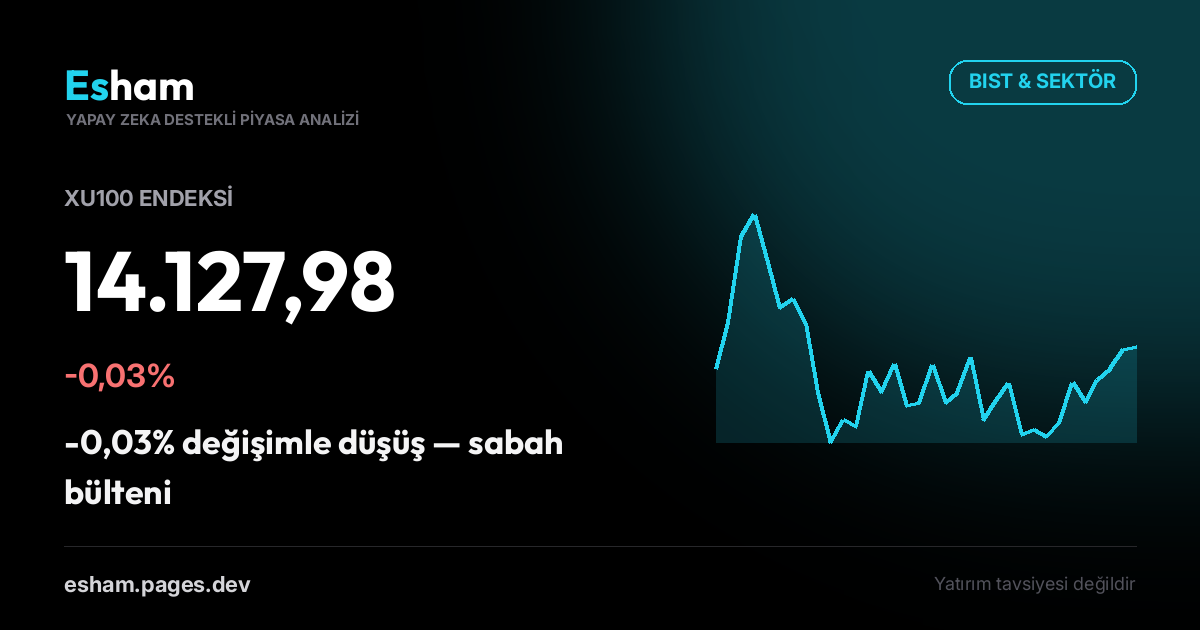 Esham
YAPAY ZEKA DESTEKLİ PİYASA ANALİZİ
BIST & SEKTÖR
XU100 ENDEKSİ
14.127,98
-0,03%
-0,03% değişimle düşüş — sabah
bülteni
esham.pages.dev
Yatırım tavsiyesi değildir